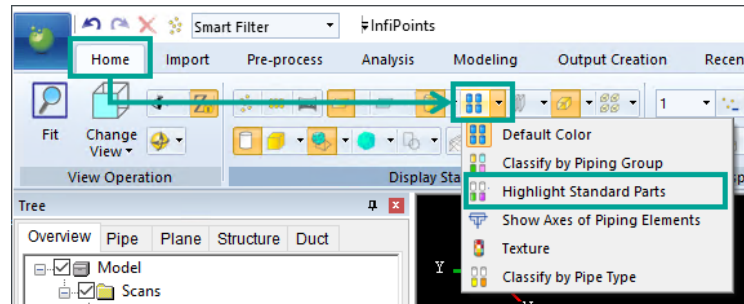 Smart Filter
InfiPoints
Home Import Pre-process Analysis Modeling Output Creation Recen
1
Fit Change View
Default Color
Classify by Piping Group
View Operation Display Sta
Highlight Standard Parts
Tree
Show Axes of Piping Elements
Overview Pipe Plane Structure Duct
Texture
Model
Y
Classify by Pipe Type
Scans